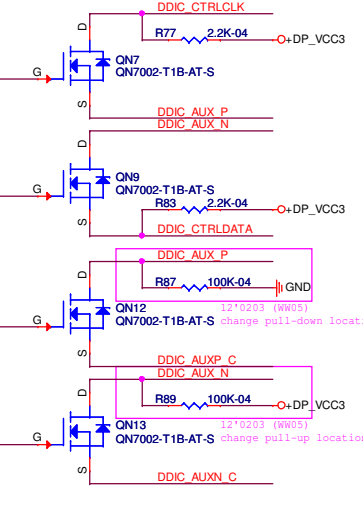 DDIC_CTRLCLK
D
R77 2.2K-04
+DP_VCC3
QN7
G
QN7002-T1B-AT-S
S
DDIC_AUX_P
DDIC_AUX_N
D
QN9
G
QN7002-T1B-AT-S
R83 2.2K-04
+DP_VCC3
S
DDIC_CTRLDATA
DDIC_AUX_P
D
R87 100K-04
GND
QN12
12'0203 (WW05)
G
QN7002-T1B-AT-S
change pull-down locat
S
DDIC_AUXP_C
DDIC_AUX_N
D
R89 100K-04
+DP_VCC3
QN13
12'0203 (WW05)
G
QN7002-T1B-AT-S
change pull-up location
S
DDIC_AUXN_C